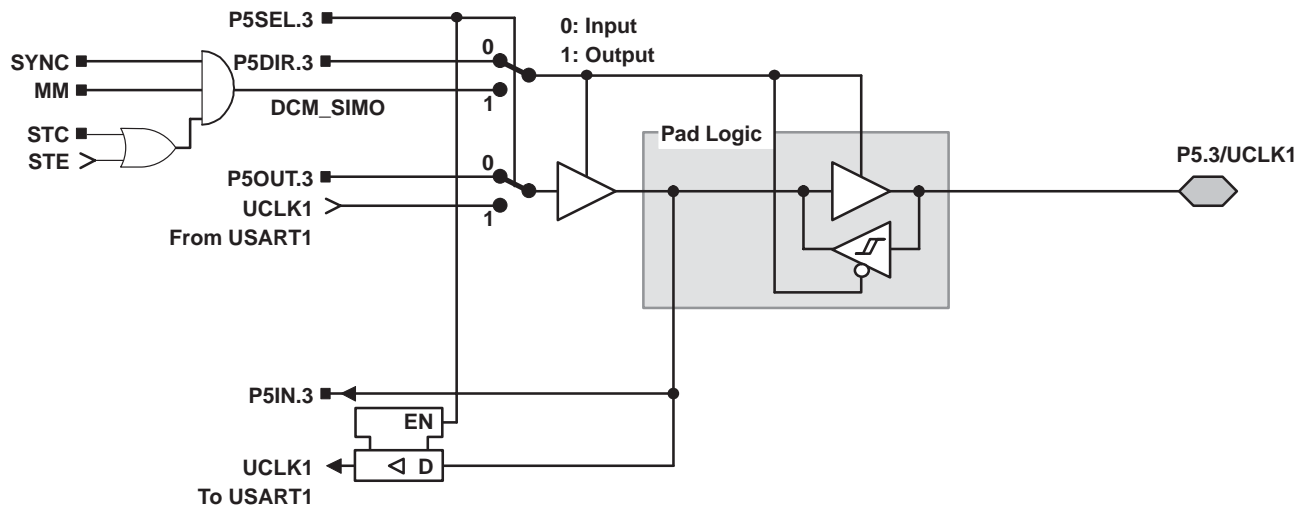 P5SEL.3
0: Input
1: Output
SYNC
P5DIR.3
0
MM
DCM_SIMO
1
STC
STE
Pad Logic
P5.3/UCLK1
P5OUT.3
0
UCLK1
1
From USART1
P5IN.3
EN
UCLK1
D
To USART1